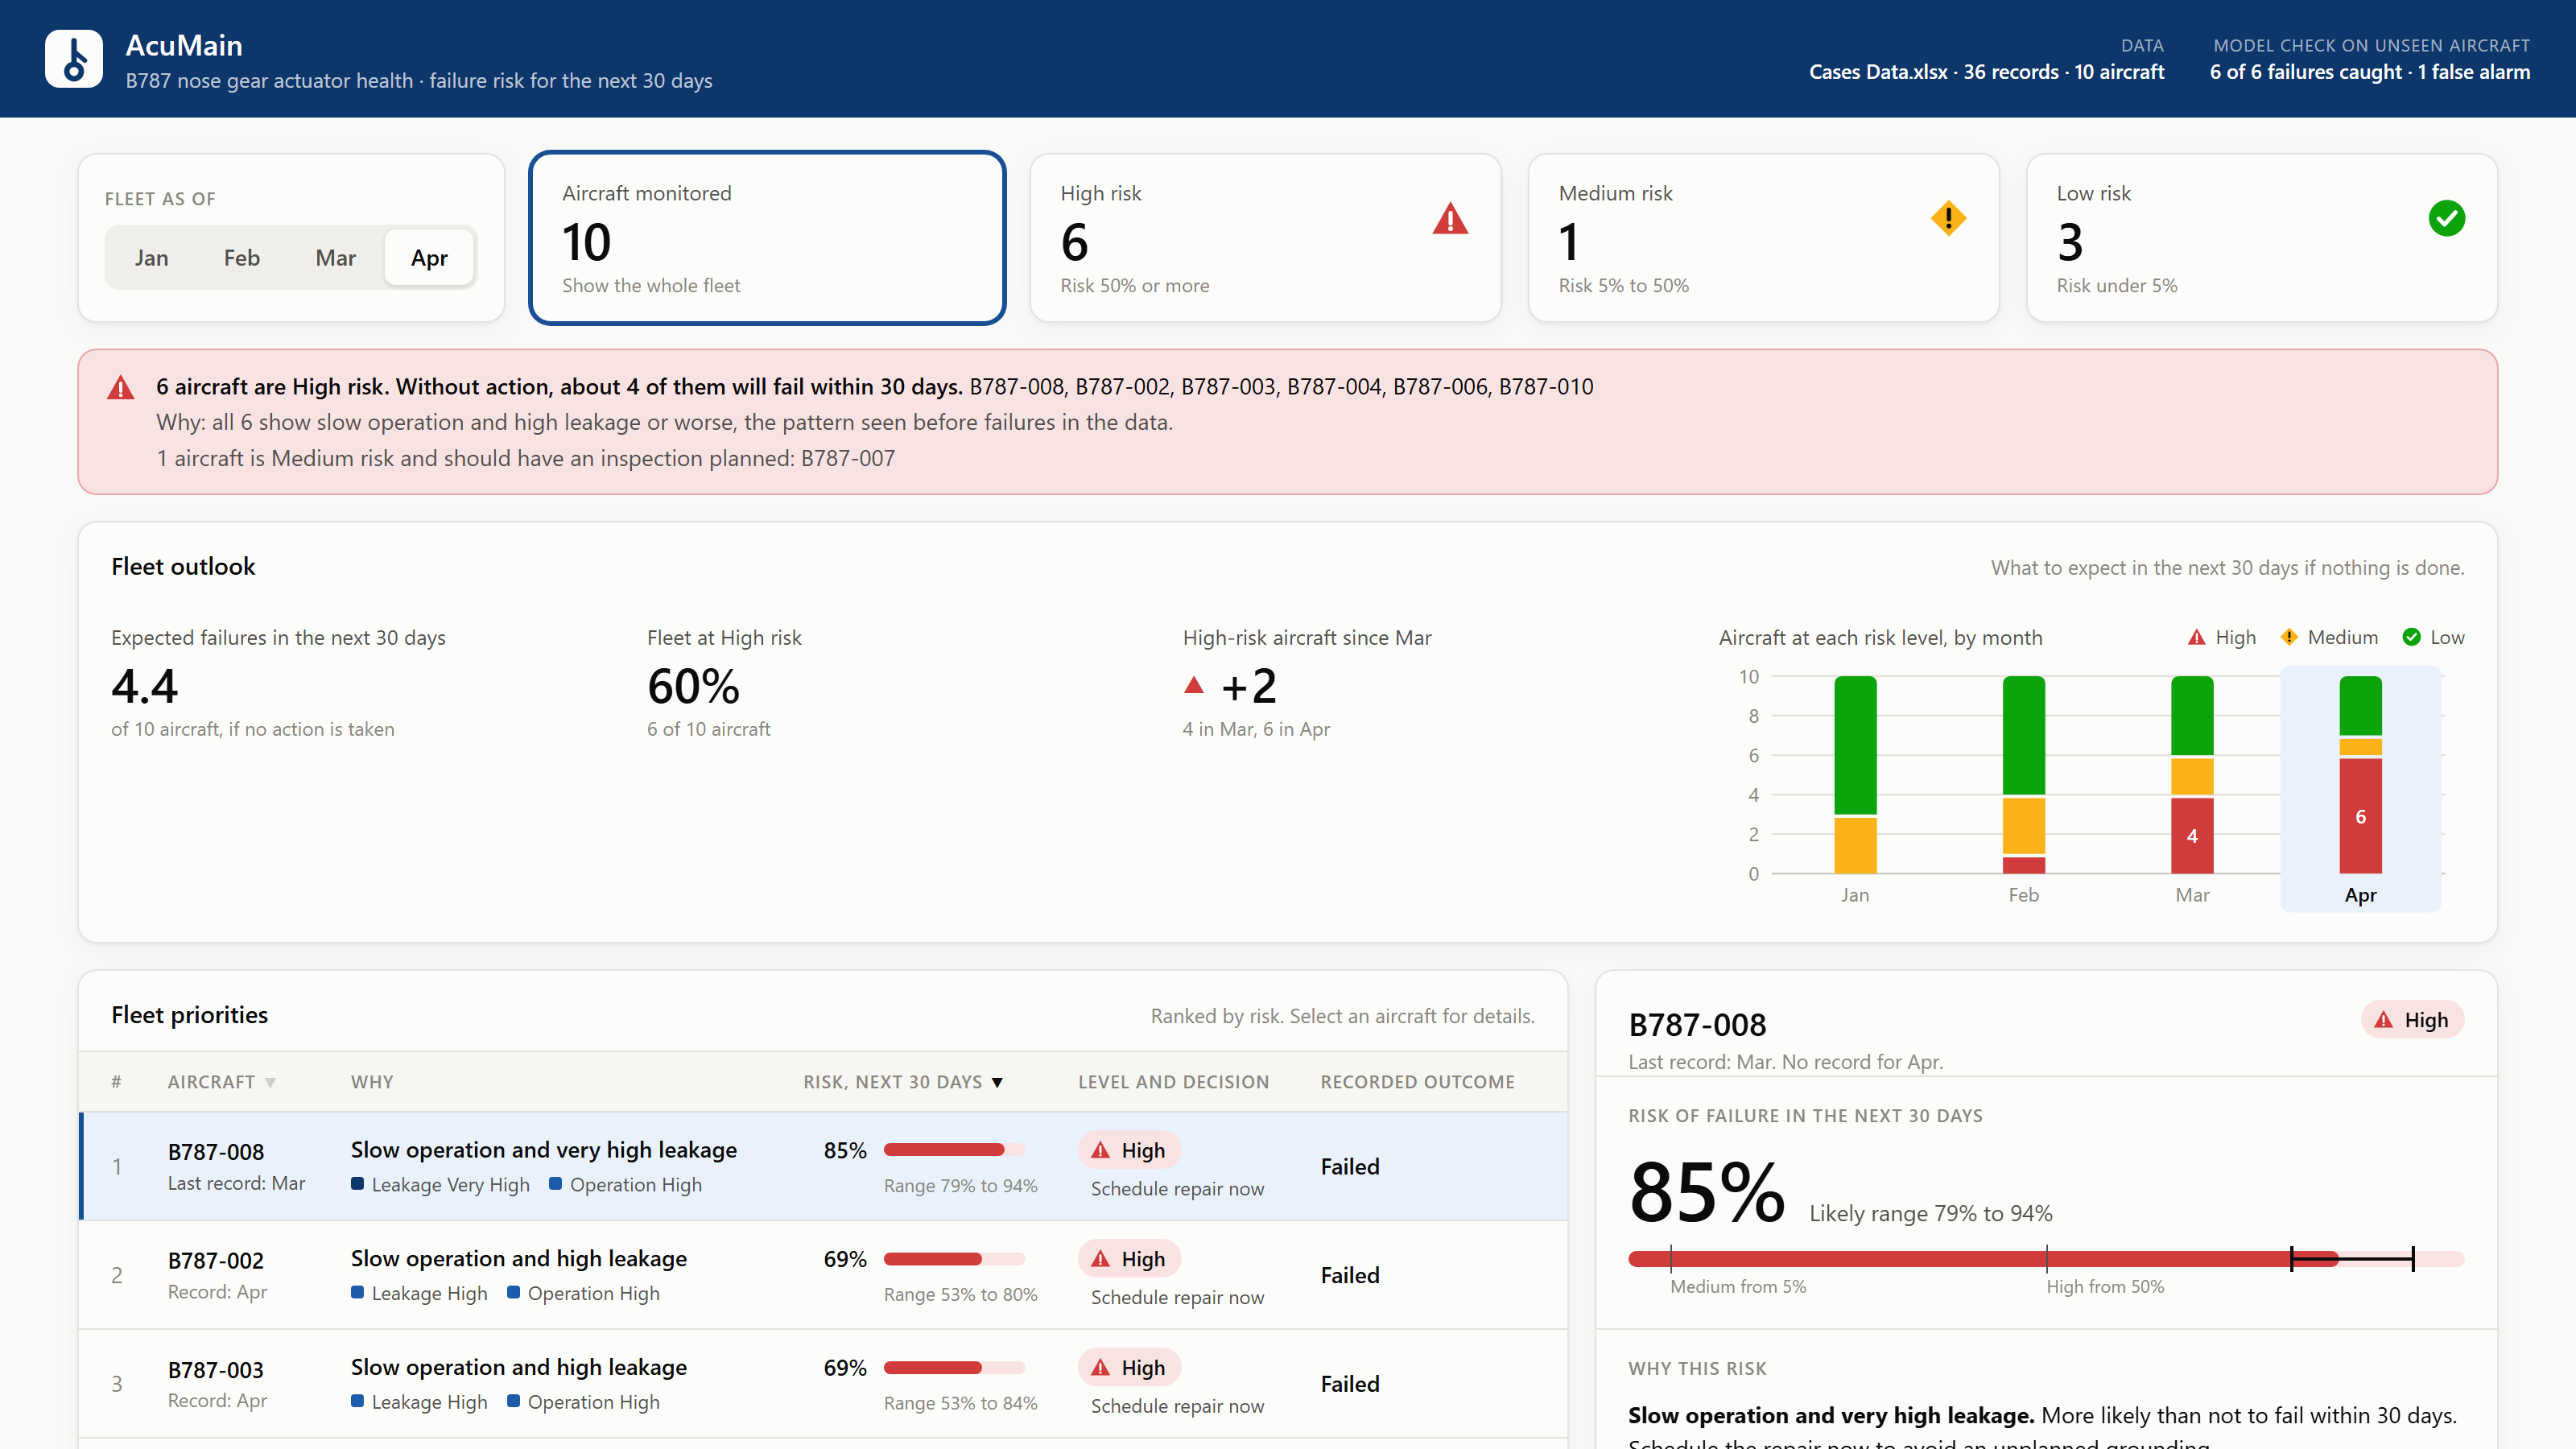 AcuMain
B787 nose gear actuator health · failure risk for the next 30 days
DATA
Cases Data.xlsx · 36 records · 10 aircraft
MODEL CHECK ON UNSEEN AIRCRAFT
6 of 6 failures caught · 1 false alarm
FLEET AS OF
Jan Feb Mar Apr
Aircraft monitored
10
Show the whole fleet
High risk
6
Risk 50% or more
Medium risk
1
Risk 5% to 50%
Low risk
3
Risk under 5%
6 aircraft are High risk. Without action, about 4 of them will fail within 30 days. B787-008, B787-002, B787-003, B787-004, B787-006, B787-010
Why: all 6 show slow operation and high leakage or worse, the pattern seen before failures in the data.
1 aircraft is Medium risk and should have an inspection planned: B787-007
Fleet outlook
What to expect in the next 30 days if nothing is done.
Expected failures in the next 30 days
4.4
of 10 aircraft, if no action is taken
Fleet at High risk
60%
6 of 10 aircraft
High-risk aircraft since Mar
+2
4 in Mar, 6 in Apr
Aircraft at each risk level, by month
High Medium Low
10
8
6
4
2
0
4
6
Jan Feb Mar Apr
Fleet priorities
Ranked by risk. Select an aircraft for details.
# AIRCRAFT ▼ WHY RISK, NEXT 30 DAYS ▼ LEVEL AND DECISION RECORDED OUTCOME
1
B787-008
Last record: Mar
Slow operation and very high leakage
Leakage Very High Operation High
85%
Range 79% to 94%
High
Schedule repair now
Failed
2
B787-002
Record: Apr
Slow operation and high leakage
Leakage High Operation High
69%
Range 53% to 80%
High
Schedule repair now
Failed
3
B787-003
Record: Apr
Slow operation and high leakage
Leakage High Operation High
69%
Range 53% to 84%
High
Schedule repair now
Failed
B787-008
High
Last record: Mar. No record for Apr.
RISK OF FAILURE IN THE NEXT 30 DAYS
85%
Likely range 79% to 94%
Medium from 5%
High from 50%
WHY THIS RISK
Slow operation and very high leakage. More likely than not to fail within 30 days.
Schedule the repair now to avoid an unplanned grounding.